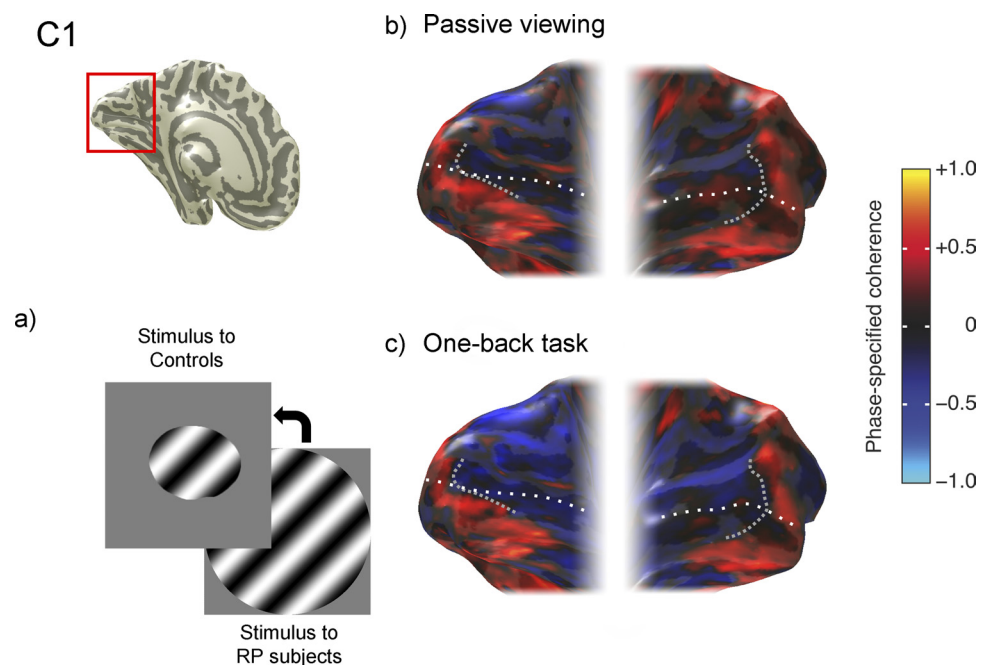 C1
b) Passive viewing
a)
Stimulus to
Controls
Stimulus to
RP subjects
c) One-back task
Phase-specified coherence
+1.0
+0.5
0
−0.5
−1.0